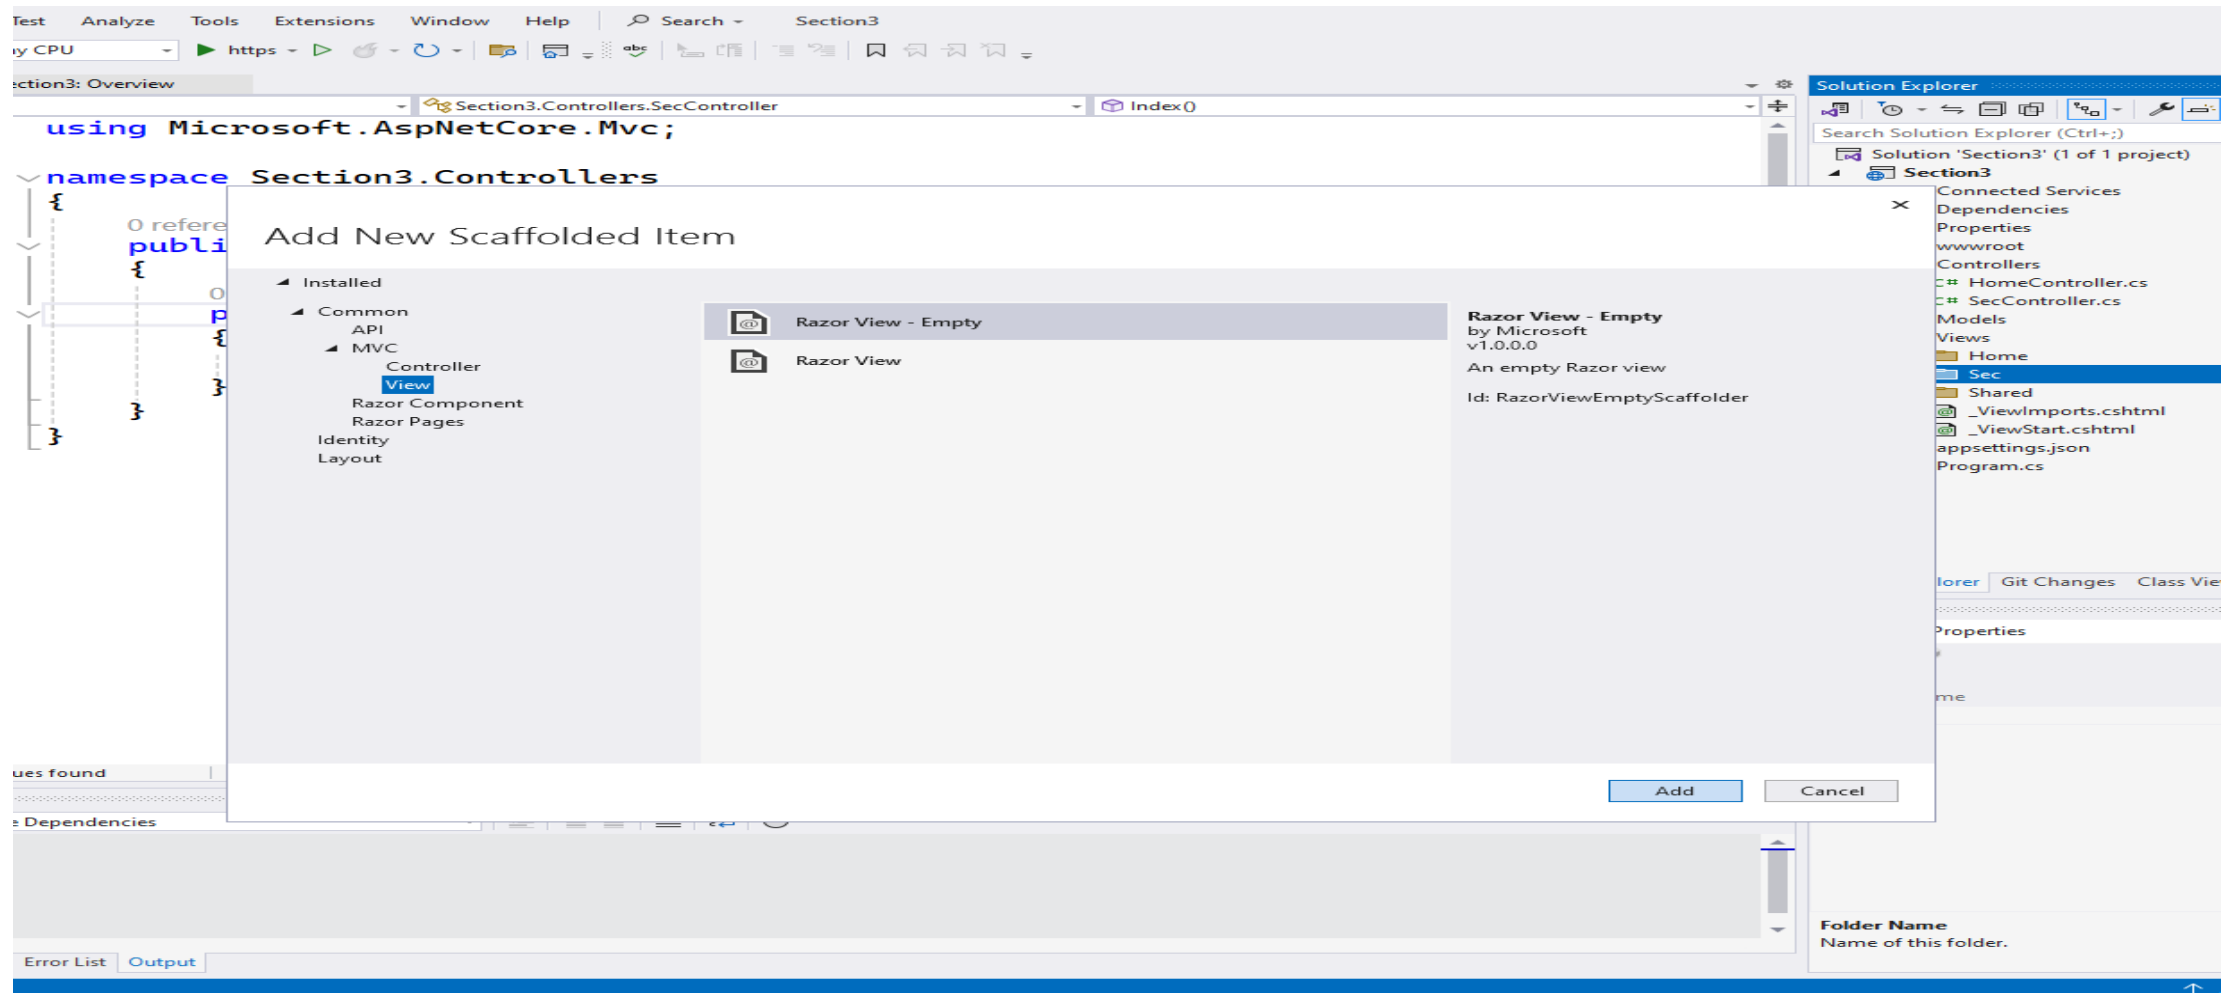 Test Analyze Tools Extensions Window Help Search Section3
CPU https
Section3: Overview
Section3.Controllers.SecController Index()
using Microsoft.AspNetCore.Mvc;
namespace Section3.Controllers
{
0 refere
publi
{
0
p
{
}
}
}
Add New Scaffolded Item
Installed
Common
API
MVC
Controller
View
Razor Component
Razor Pages
Identity
Layout
Razor View - Empty
Razor View
Razor View - Empty
by Microsoft
v1.0.0.0
An empty Razor view
Id: RazorViewEmptyScaffolder
Add Cancel
Solution Explorer
Search Solution Explorer (Ctrl+;)
Solution 'Section3' (1 of 1 project)
Section3
Connected Services
Dependencies
Properties
wwwroot
Controllers
C# HomeController.cs
C# SecController.cs
Models
Views
Home
Sec
Shared
_ViewImports.cshtml
_ViewStart.cshtml
appsettings.json
Program.cs
lorer Git Changes Class Vie
Properties
me
ues found
e Dependencies
Folder Name
Name of this folder.
Error List Output